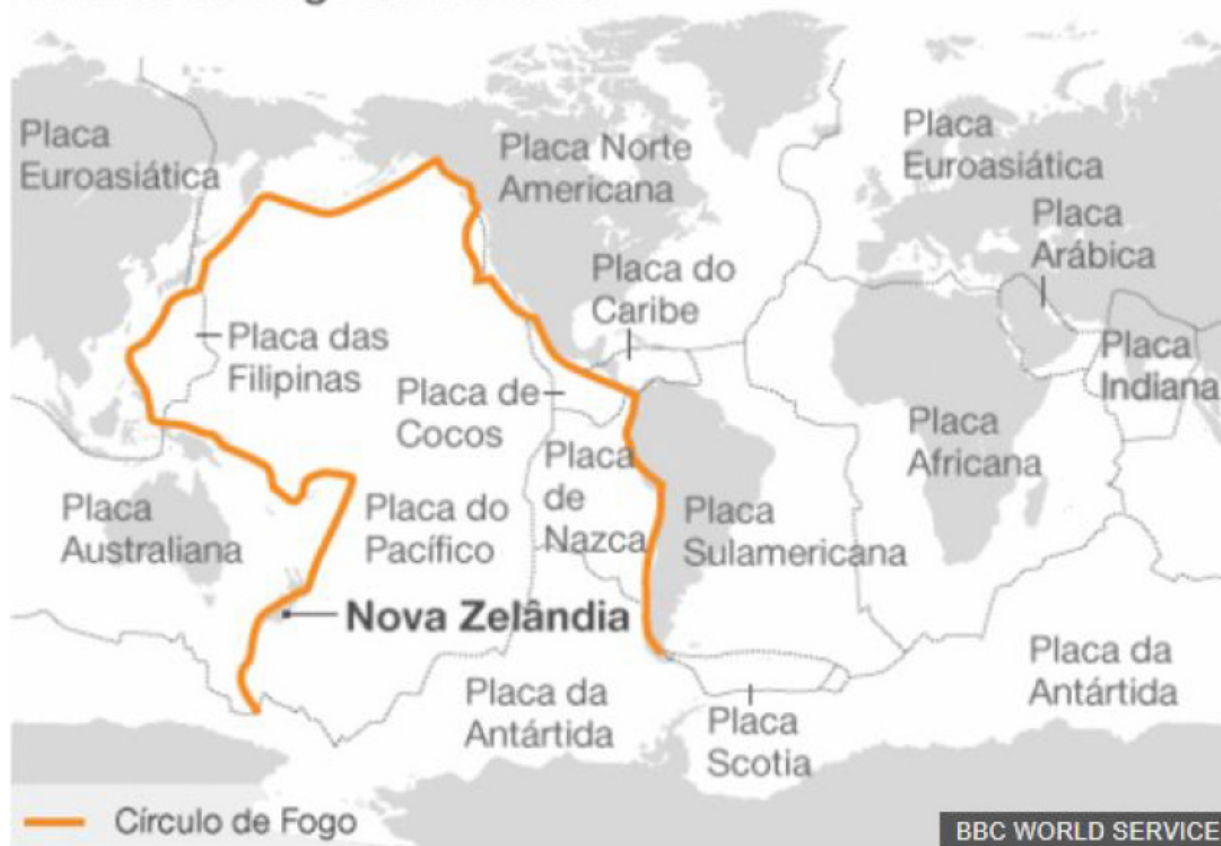 Placa
Euroasiática
Placa Norte
Americana
Placa
Euroasiática
Placa
Arábica
Placa do
Caribe
Placa das
Filipinas
Placa de
Cocos
Placa
Indiana
Placa
Africana
Placa
de
Nazca
Placa
Australiana
Placa do
Pacífico
Placa
Sulamericana
Nova Zelândia
Placa da
Antártida
Placa
Scotia
Placa da
Antártida
Círculo de Fogo
BBC WORLD SERVICE